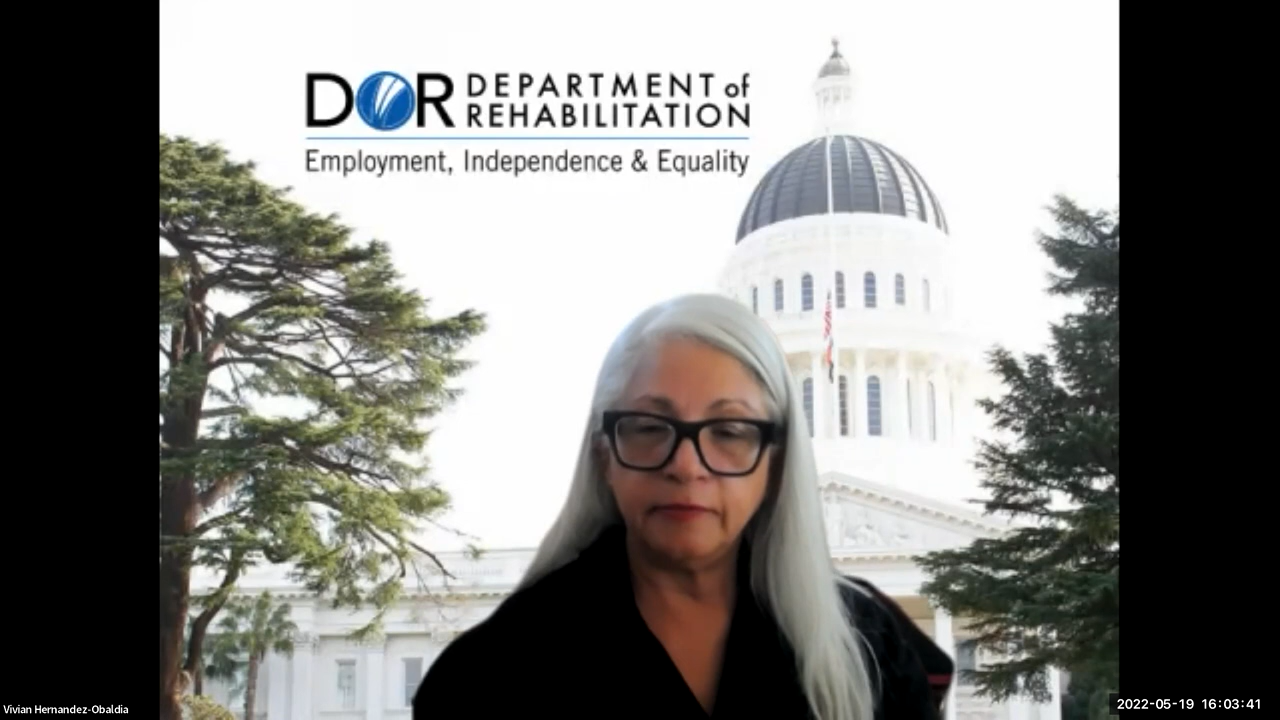 DOR DEPARTMENT of
REHABILITATION
Employment, Independence & Equality
Vivian Hernandez-Obaldia
2022-05-19 16:03:41